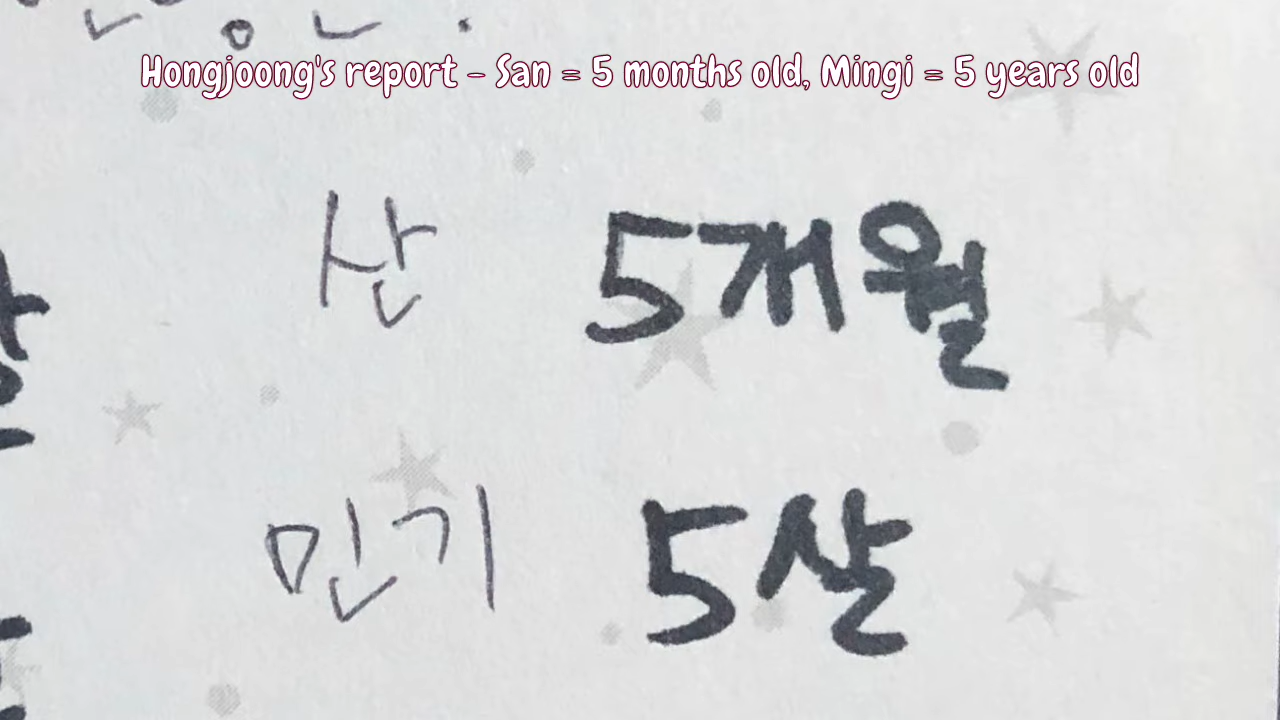 Hongjoong's report - San = 5 months old, Mingi = 5 years old
산 5개월
민기 5살